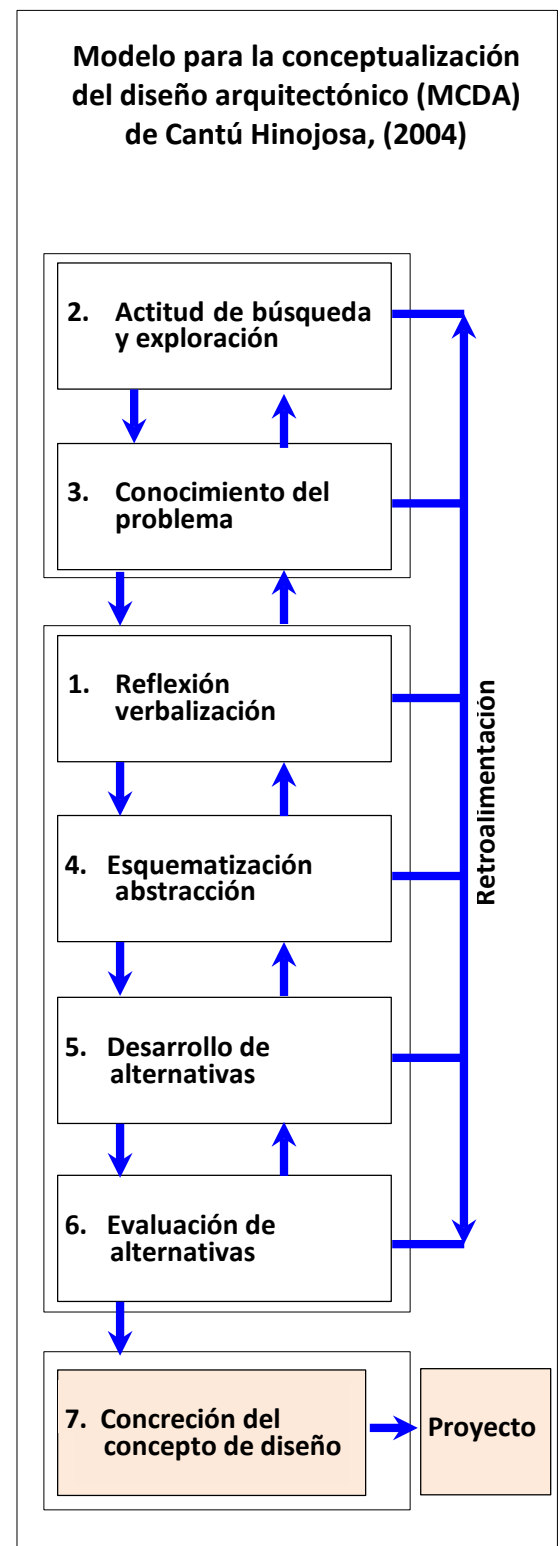 Modelo para la conceptualización
del diseño arquitectónico (MCDA)
de Cantú Hinojosa, (2004)
2. Actitud de búsqueda
y exploración
3. Conocimiento del
problema
1. Reflexión
verbalización
4. Esquematización
abstracción
5. Desarrollo de
alternativas
6. Evaluación de
alternativas
Retroalimentación
7. Concreción del
concepto de diseño
Proyecto